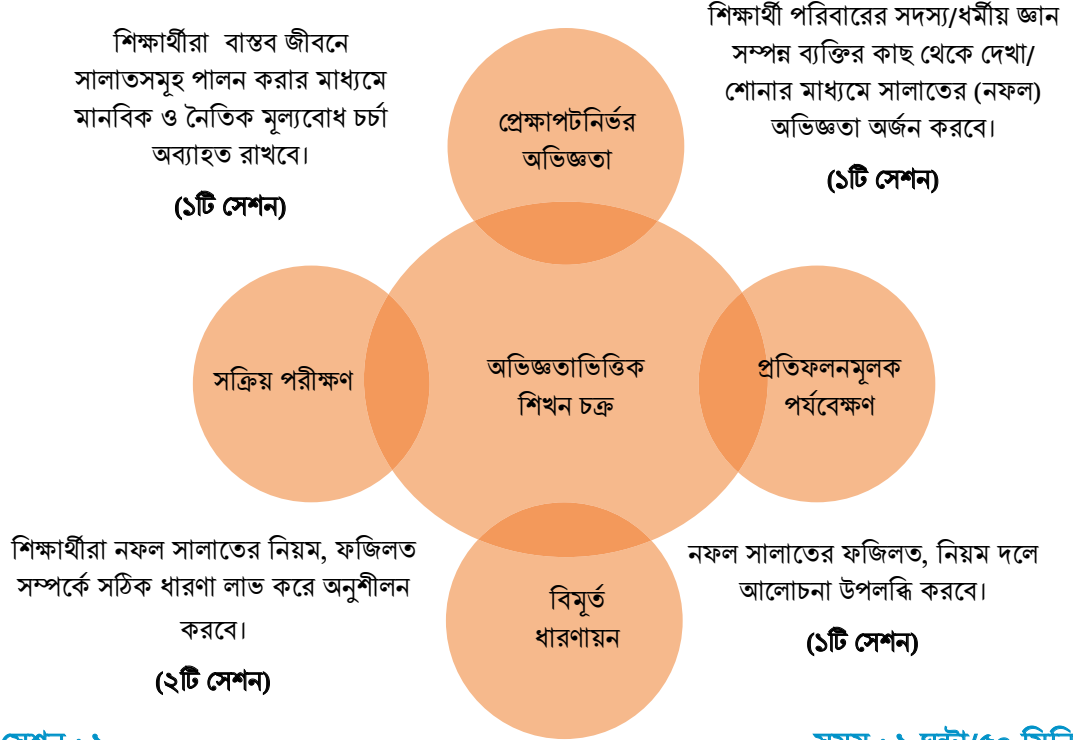 শিক্ষার্থীরা বাস্তব জীবনে
সালাতসমূহ পালন করার মাধ্যমে
মানবিক ও নৈতিক মূল্যবোধ চর্চা
অব্যাহত রাখবে।
(১টি সেশন)
প্রেক্ষাপটনির্ভর
অভিজ্ঞতা
শিক্ষার্থী পরিবারের সদস্য/ধর্মীয় জ্ঞান
সম্পন্ন ব্যক্তির কাছ থেকে দেখা/
শোনার মাধ্যমে সালাতের (নফল)
অভিজ্ঞতা অর্জন করবে।
(১টি সেশন)
সক্রিয় পরীক্ষণ
অভিজ্ঞতাভিত্তিক
শিখন চক্র
প্রতিফলনমূলক
পর্যবেক্ষণ
শিক্ষার্থীরা নফল সালাতের নিয়ম, ফজিলত
সম্পর্কে সঠিক ধারণা লাভ করে অনুশীলন
করবে।
(২টি সেশন)
বিমূর্ত
ধারণায়ন
নফল সালাতের ফজিলত, নিয়ম দলে
আলোচনা উপলব্ধি করবে।
(১টি সেশন)